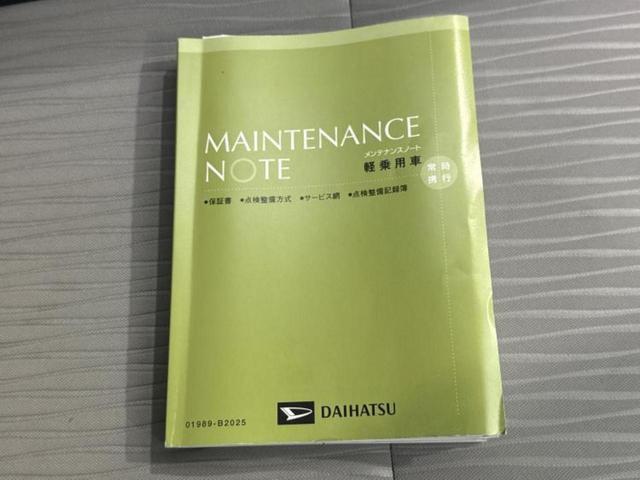 MAINTENANCE
NOTE
メンテナンスノート
軽乗用車
常時
携行
●保証書 ●点検整備方式 ●サービス網 ●点検整備記録簿
DAIHATSU
01989-B2025